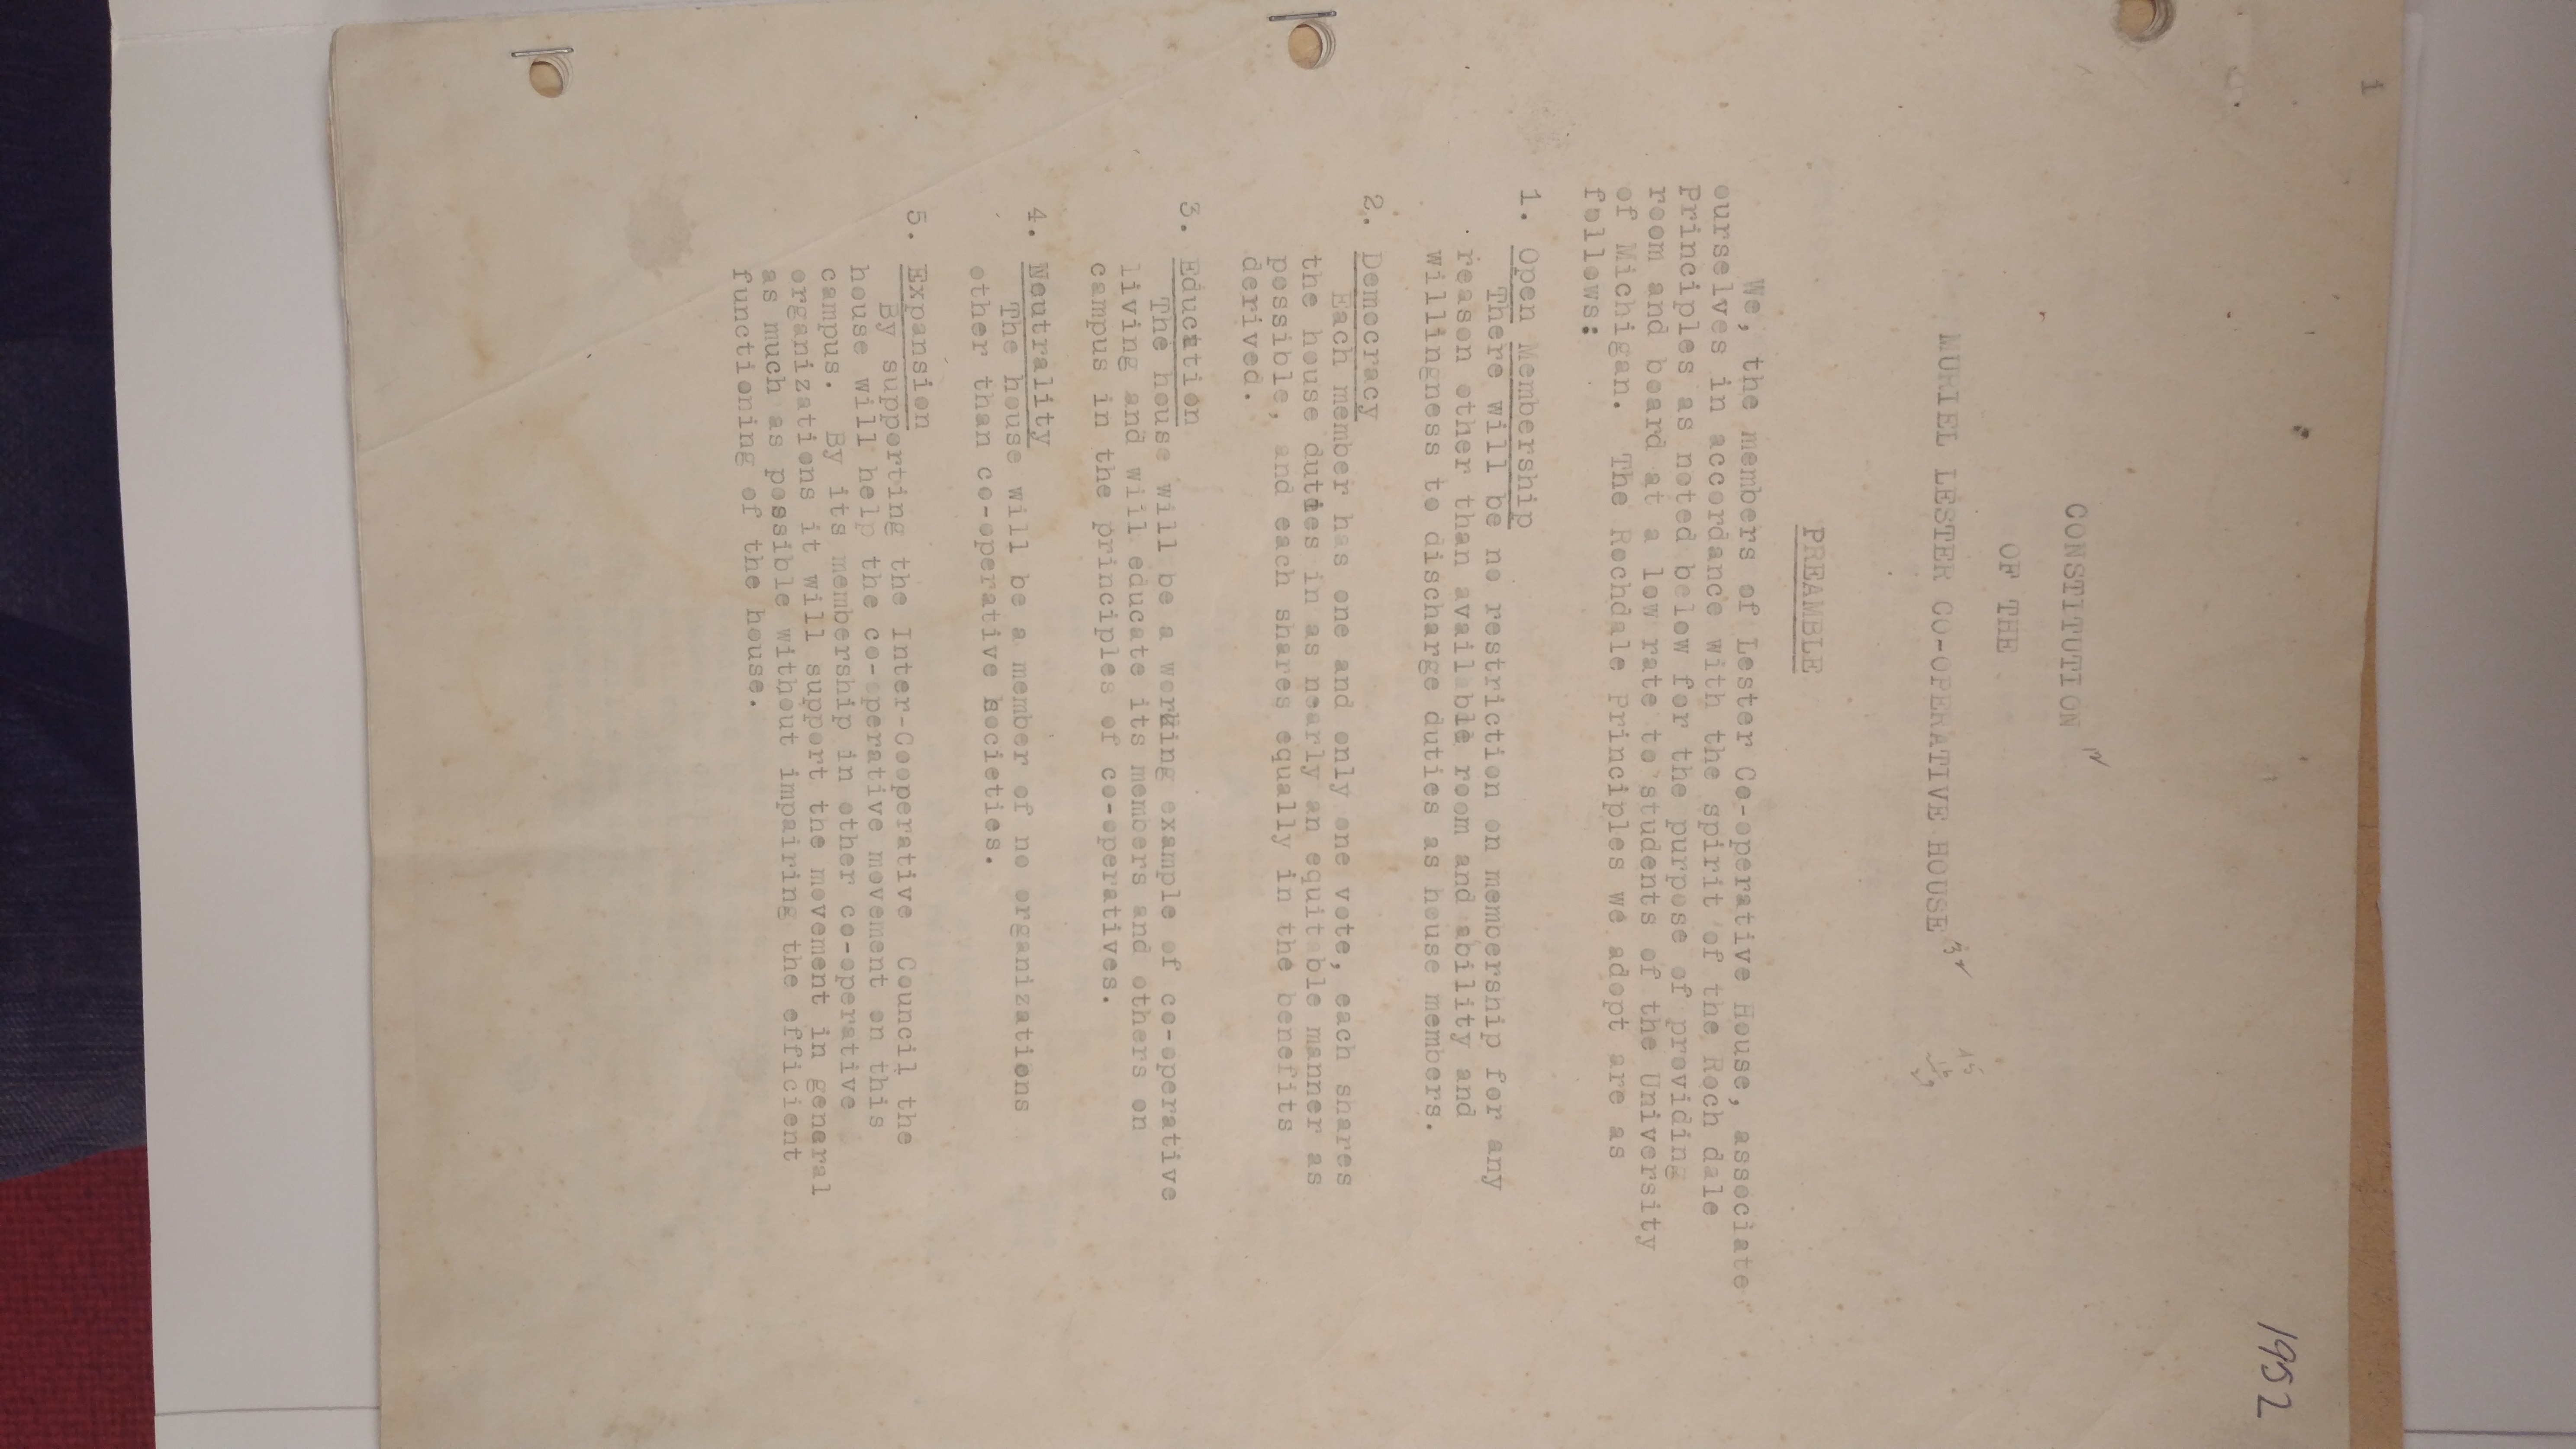 1
1952
CONSTITUTION
OF THE
MURIEL LESTER CO-OPERATIVE HOUSE
PREAMBLE
We, the members of Lester Co-operative House, associate
ourselves in accordance with the spirit of the Roch dale
Principles as noted below for the purpose of providing
room and board at a low rate to students of the University
of Michigan. The Rochdale Principles we adopt are as
follows:
1. Open Membership
There will be no restriction on membership for any
reason other than available room and ability and
willingness to discharge duties as house members.
2. Democracy
Each member has one and only one vote, each shares
the house duties in as nearly an equitable manner as
possible, and each shares equally in the benefits
derived.
3. Education
The house will be a working example of co-operative
living and will educate its members and others on
campus in the principles of co-operatives.
4. Neutrality
The house will be a member of no organizations
other than co-operative societies.
5. Expansion
By supporting the Inter-Cooperative Council the
house will help the co-operative movement on this
campus. By its membership in other co-operative
organizations it will support the movement in general
as much as possible without impairing the efficient
functioning of the house.